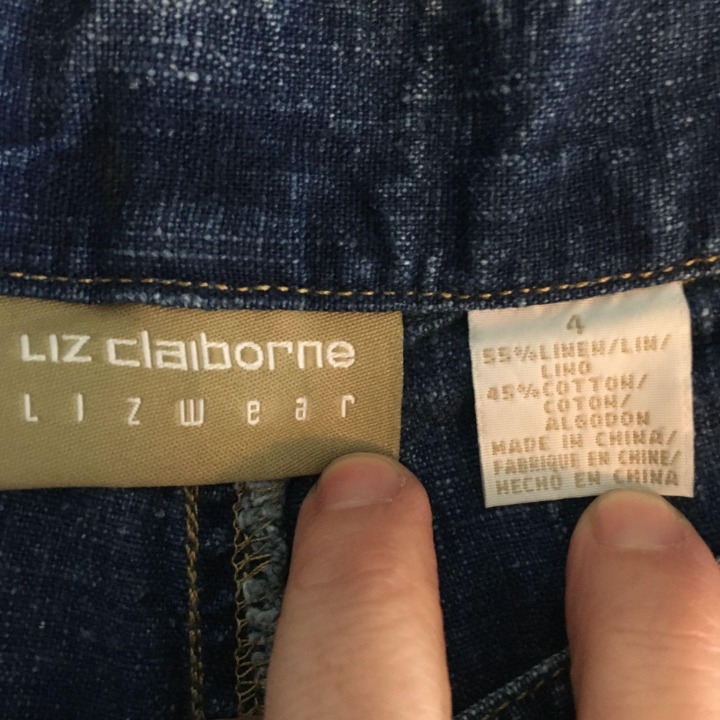 LIZ claiborne
LIZwear
4
55%LINEN/LIN/
LINO
45%COTTON/
COTON/
ALGODON
MADE IN CHINA/
FABRIQUE EN CHINE/
HECHO EN CHINA